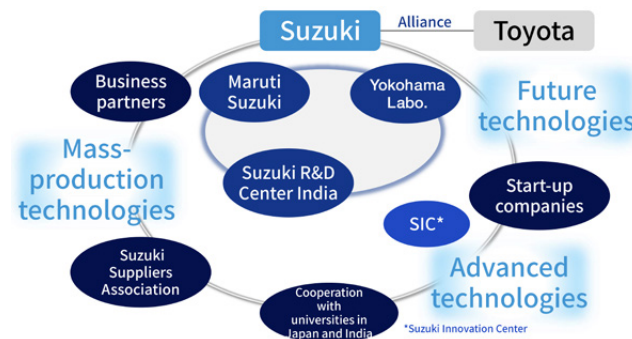 Suzuki
Alliance
Toyota
Business
partners
Maruti
Suzuki
Yokohama
Labo.
Future
technologies
Mass-
production
technologies
Suzuki R&D
Center India
Start-up
companies
SIC*
Suzuki
Suppliers
Association
Cooperation
with
universities in
Japan and India
Advanced
technologies
*Suzuki Innovation Center